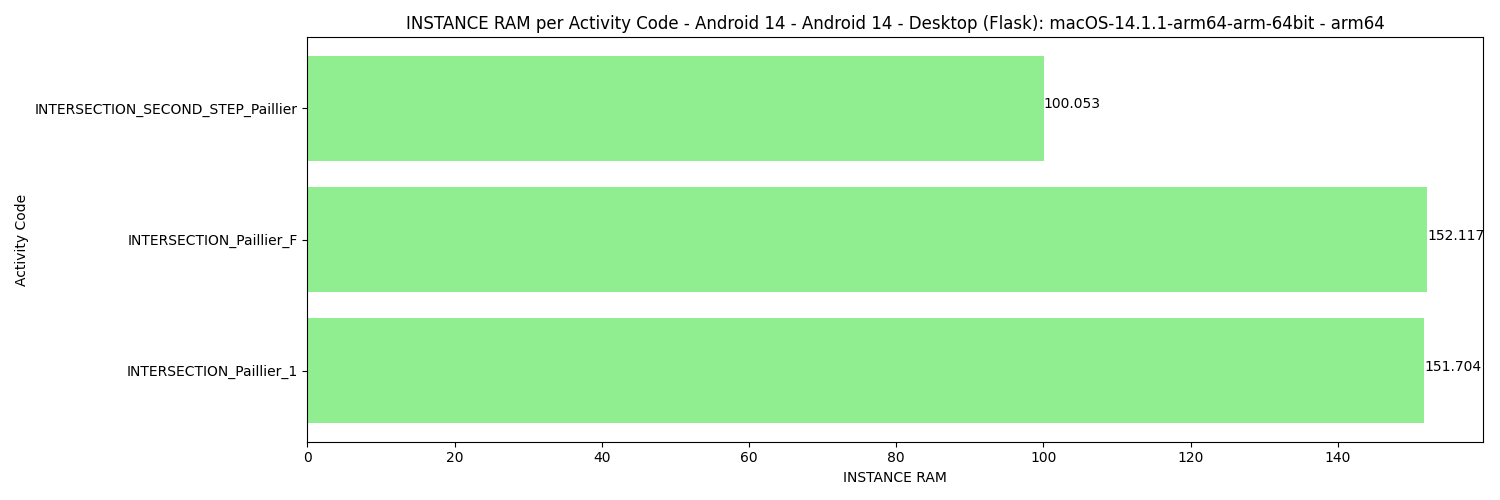 INSTANCE RAM per Activity Code - Android 14 - Android 14 - Desktop (Flask): macOS-14.1.1-arm64-arm-64bit - arm64
INTERSECTION_SECOND_STEP_Paillier
100.053
INTERSECTION_Paillier_F
152.117
INTERSECTION_Paillier_1
151.704
Activity Code
0 20 40 60 80 100 120 140
INSTANCE RAM